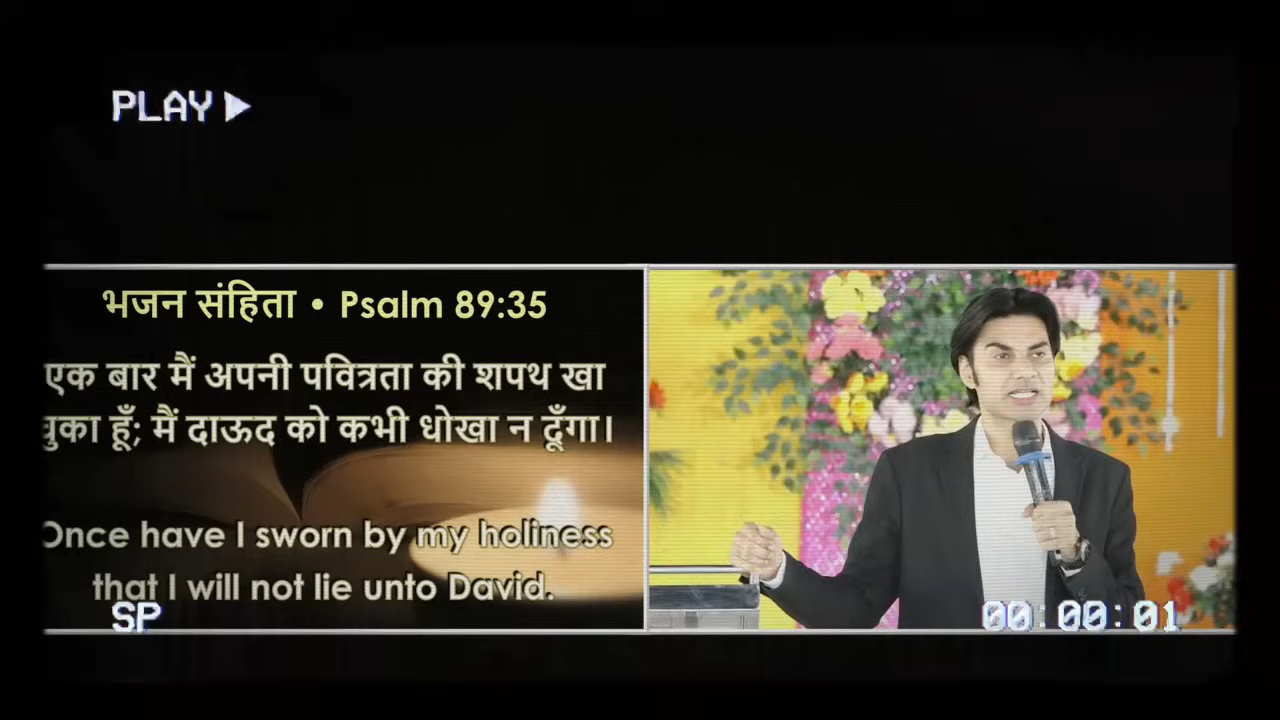 PLAY
भजन संहिता • Psalm 89:35
एक बार मैं अपनी पवित्रता की शपथ खा
चुका हूँ; मैं दाऊद को कभी धोखा न दूँगा।
Once have I sworn by my holiness
that I will not lie unto David.
SP
00:00:01